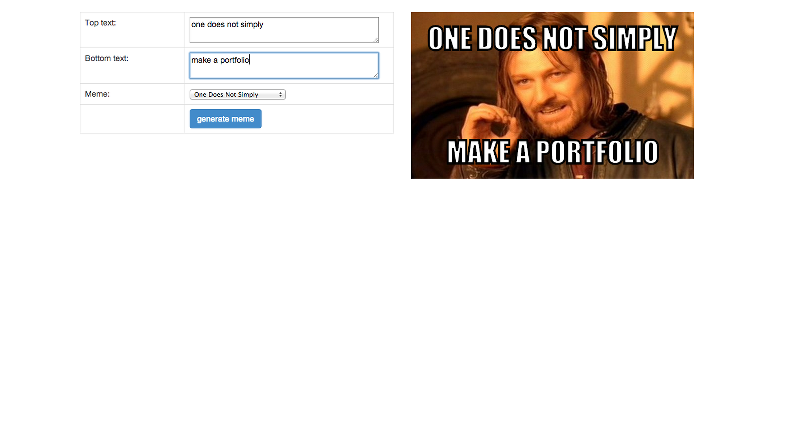 Top text:
one does not simply
Bottom text:
make a portfolio
Meme:
One Does Not Simply
generate meme
ONE DOES NOT SIMPLY
MAKE A PORTFOLIO